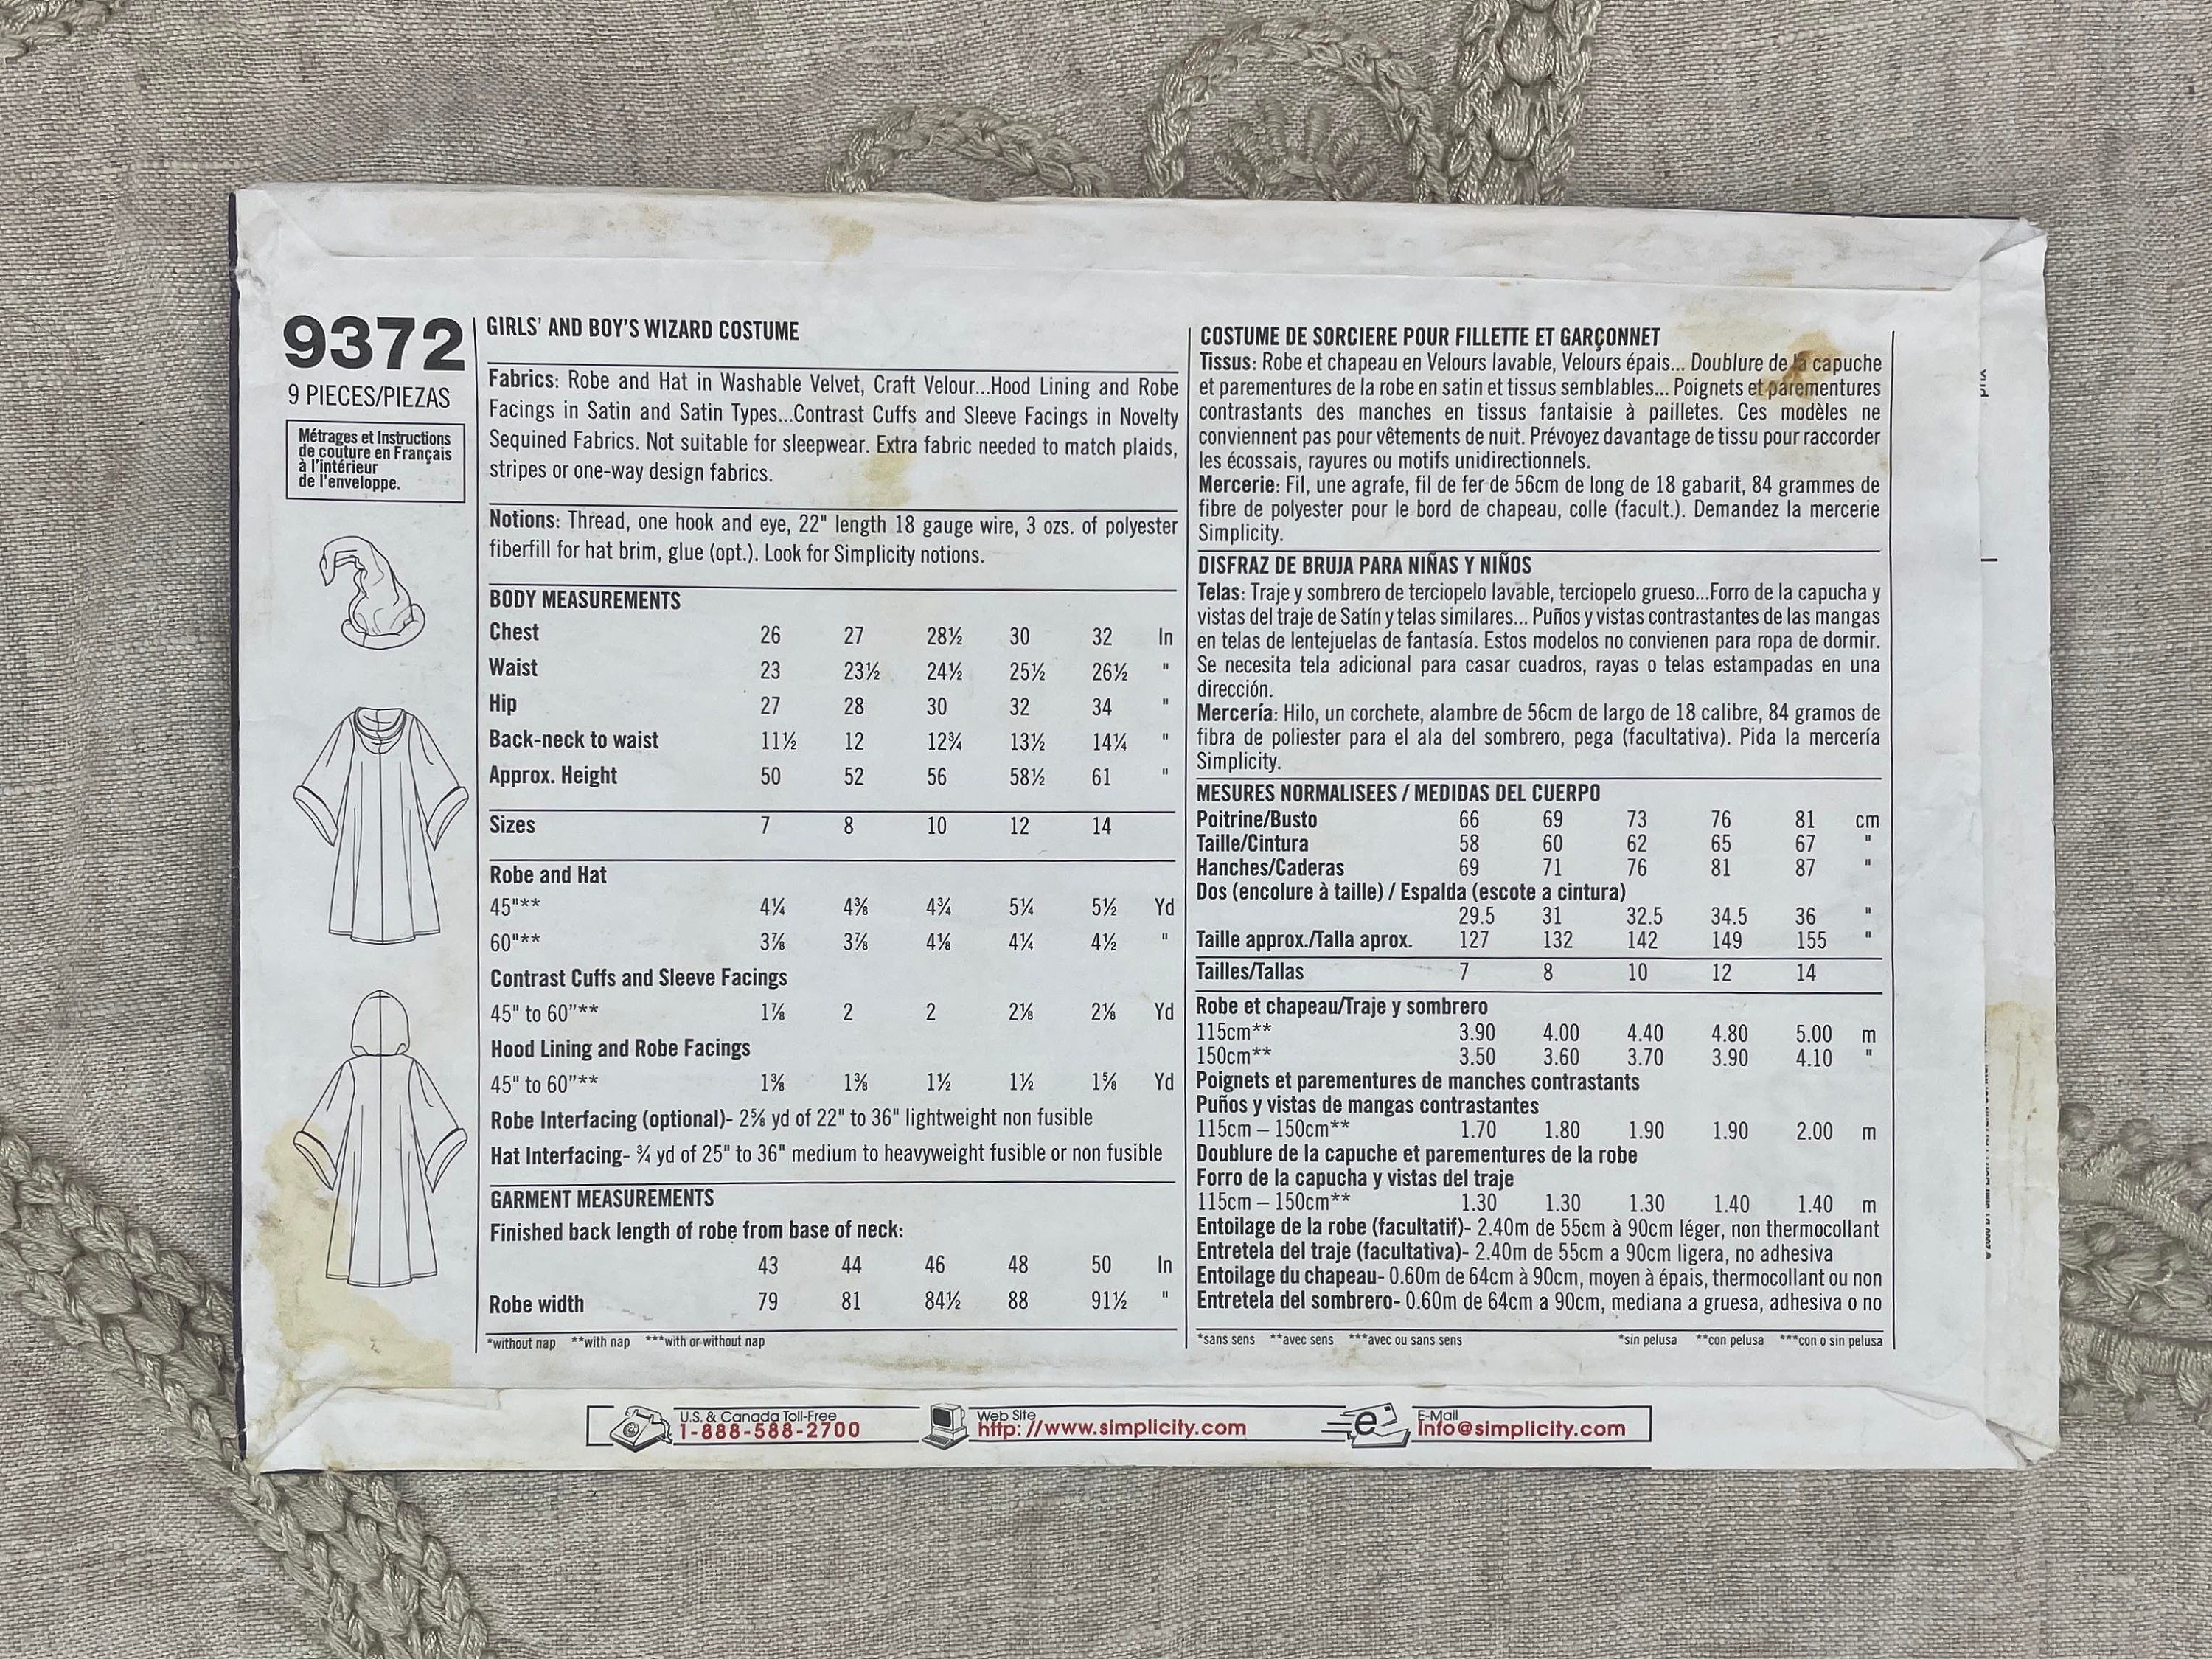 9372
9 PIECES/PIEZAS
Métrages et Instructions
de couture en Français
à l'intérieur
de l'enveloppe.
GIRLS' AND BOY'S WIZARD COSTUME
Fabrics: Robe and Hat in Washable Velvet, Craft Velour...Hood Lining and Robe
Facings in Satin and Satin Types...Contrast Cuffs and Sleeve Facings in Novelty
Sequined Fabrics. Not suitable for sleepwear. Extra fabric needed to match plaids,
stripes or one-way design fabrics.
Notions: Thread, one hook and eye, 22" length 18 gauge wire, 3 ozs. of polyester
fiberfill for hat brim, glue (opt.). Look for Simplicity notions.
BODY MEASUREMENTS
Chest 26 27 28½ 30 32 In
Waist 23 23½ 24½ 25½ 26½ "
Hip 27 28 30 32 34 "
Back-neck to waist 11½ 12 12¾ 13½ 14¼ "
Approx. Height 50 52 56 58½ 61 "
Sizes 7 8 10 12 14
Robe and Hat
45"** 4¼ 4⅜ 4¾ 5¼ 5½ Yd
60"** 3⅞ 3⅞ 4⅛ 4¼ 4½ "
Contrast Cuffs and Sleeve Facings
45" to 60"** 1⅞ 2 2 2⅛ 2⅛ Yd
Hood Lining and Robe Facings
45" to 60"** 1⅜ 1⅜ 1½ 1½ 1⅝ Yd
Robe Interfacing (optional)- 2⅝ yd of 22" to 36" lightweight non fusible
Hat Interfacing- ¾ yd of 25" to 36" medium to heavyweight fusible or non fusible
GARMENT MEASUREMENTS
Finished back length of robe from base of neck:
43 44 46 48 50 In
Robe width 79 81 84½ 88 91½ "
*without nap **with nap ***with or without nap
COSTUME DE SORCIERE POUR FILLETTE ET GARÇONNET
Tissus: Robe et chapeau en Velours lavable, Velours épais... Doublure de la capuche
et parementures de la robe en satin et tissus semblables... Poignets et parementures
contrastants des manches en tissus fantaisie à pailletes. Ces modèles ne
conviennent pas pour vêtements de nuit. Prévoyez davantage de tissu pour raccorder
les écossais, rayures ou motifs unidirectionnels.
Mercerie: Fil, une agrafe, fil de fer de 56cm de long de 18 gabarit, 84 grammes de
fibre de polyester pour le bord de chapeau, colle (facult.). Demandez la mercerie
Simplicity.
DISFRAZ DE BRUJA PARA NIÑAS Y NIÑOS
Telas: Traje y sombrero de terciopelo lavable, terciopelo grueso...Forro de la capucha y
vistas del traje de Satín y telas similares... Puños y vistas contrastantes de las mangas
en telas de lentejuelas de fantasía. Estos modelos no convienen para ropa de dormir.
Se necesita tela adicional para casar cuadros, rayas o telas estampadas en una
dirección.
Mercería: Hilo, un corchete, alambre de 56cm de largo de 18 calibre, 84 gramos de
fibra de poliester para el ala del sombrero, pega (facultativa). Pida la mercería
Simplicity.
MESURES NORMALISEES / MEDIDAS DEL CUERPO
Poitrine/Busto 66 69 73 76 81 cm
Taille/Cintura 58 60 62 65 67 "
Hanches/Caderas 69 71 76 81 87 "
Dos (encolure à taille) / Espalda (escote a cintura)
29.5 31 32.5 34.5 36 "
Taille approx./Talla aprox. 127 132 142 149 155 "
Tailles/Tallas 7 8 10 12 14
Robe et chapeau/Traje y sombrero
115cm** 3.90 4.00 4.40 4.80 5.00 m
150cm** 3.50 3.60 3.70 3.90 4.10 "
Poignets et parementures de manches contrastants
Puños y vistas de mangas contrastantes
115cm – 150cm** 1.70 1.80 1.90 1.90 2.00 m
Doublure de la capuche et parementures de la robe
Forro de la capucha y vistas del traje
115cm – 150cm** 1.30 1.30 1.30 1.40 1.40 m
Entoilage de la robe (facultatif)- 2.40m de 55cm à 90cm léger, non thermocollant
Entretela del traje (facultativa)- 2.40m de 55cm a 90cm ligera, no adhesiva
Entoilage du chapeau- 0.60m de 64cm à 90cm, moyen à épais, thermocollant ou non
Entretela del sombrero- 0.60m de 64cm a 90cm, mediana a gruesa, adhesiva o no
*sans sens **avec sens ***avec ou sans sens *sin pelusa **con pelusa ***con o sin pelusa
U.S. & Canada Toll-Free
1-888-588-2700
Web Site
http://www.simplicity.com
E-Mail
info@simplicity.com